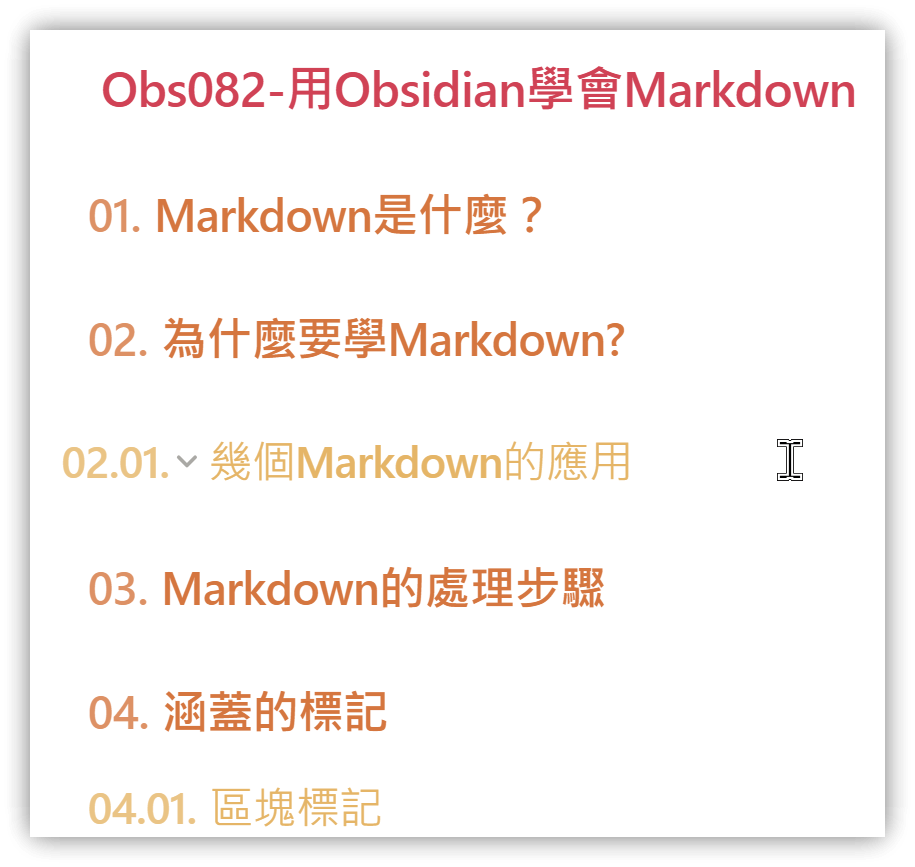 Obs082-用Obsidian學會Markdown
01. Markdown是什麼？
02. 為什麼要學Markdown?
02.01. 幾個Markdown的應用
03. Markdown的處理步驟
04. 涵蓋的標記
04.01. 區塊標記